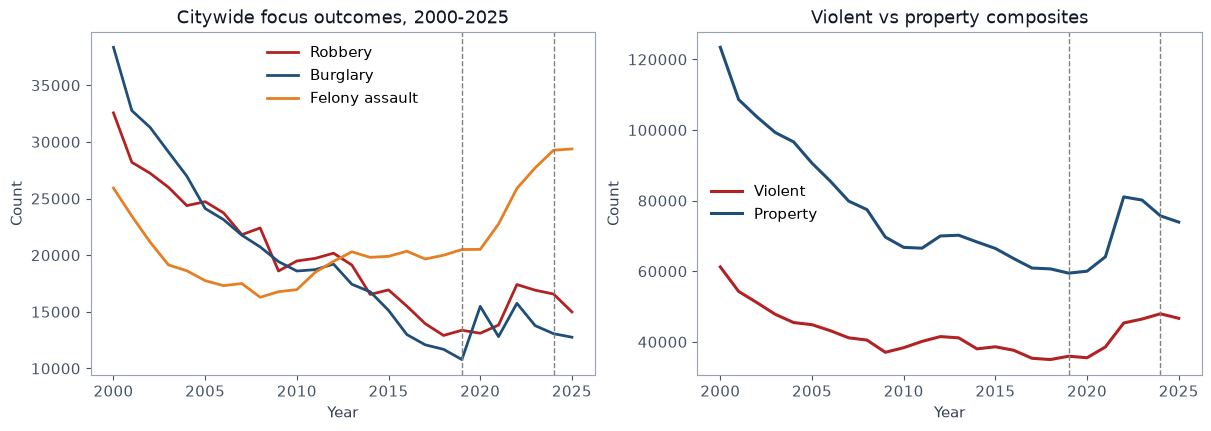 Citywide focus outcomes, 2000-2025
Robbery
Burglary
Felony assault
Count
35000
30000
25000
20000
15000
10000
2000
2005
2010
2015
2020
2025
Year
Violent vs property composites
Violent
Property
Count
120000
100000
80000
60000
40000
2000
2005
2010
2015
2020
2025
Year